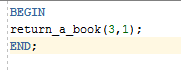 BEGIN
return_a_book(3,1);
END;